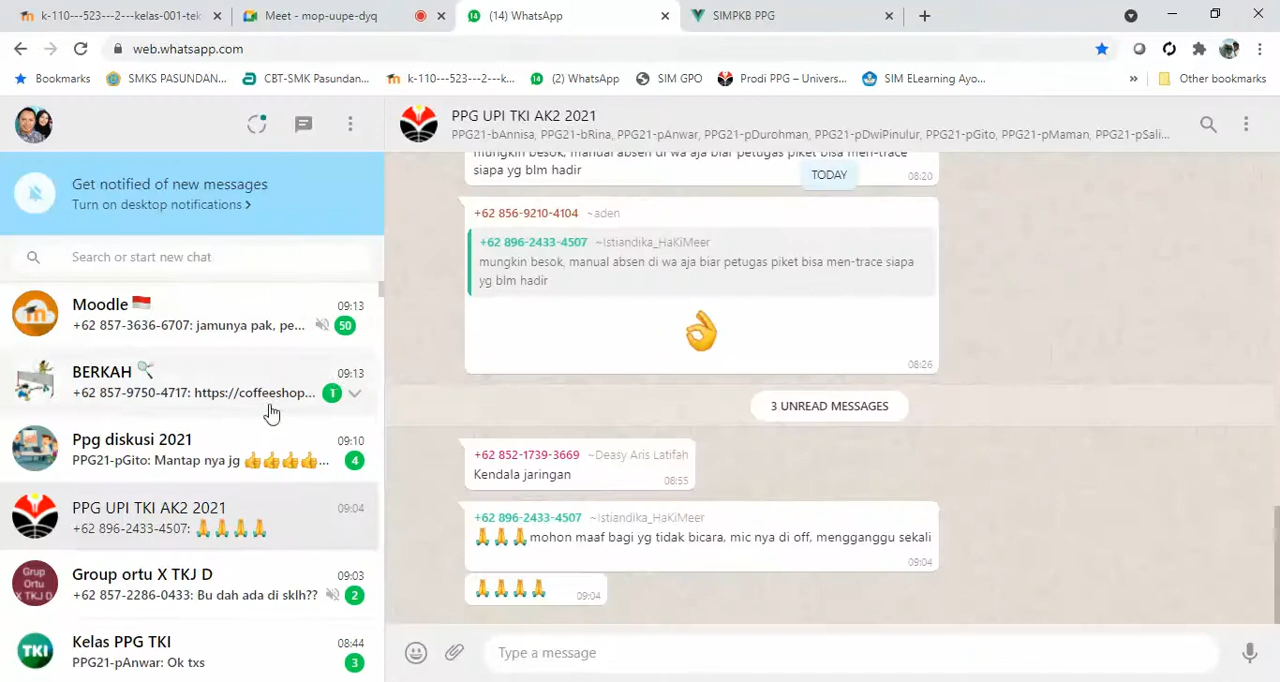 k-110---523---2---kelas-001-tek
Meet - mop-uupe-dyq
(14) WhatsApp
SIMPKB PPG
web.whatsapp.com
Bookmarks
SMKS PASUNDAN...
CBT-SMK Pasundan...
k-110---523---2---k...
(2) WhatsApp
SIM GPO
Prodi PPG – Univers...
SIM ELearning Ayo...
»
Other bookmarks
Get notified of new messages
Turn on desktop notifications >
Search or start new chat
Moodle
09:13
+62 857-3636-6707: jamunya pak, pe...
50
BERKAH
09:13
+62 857-9750-4717: https://coffeeshop...
Ppg diskusi 2021
09:10
PPG21-pGito: Mantap nya jg 👍👍👍👍...
4
PPG UPI TKI AK2 2021
09:04
+62 896-2433-4507: 🙏🙏🙏🙏
Grup Ortu X TKJ D
Group ortu X TKJ D
09:03
+62 857-2286-0433: Bu dah ada di sklh??
2
TKI
Kelas PPG TKI
08:44
PPG21-pAnwar: Ok txs
3
PPG UPI TKI AK2 2021
PPG21-bAnnisa, PPG21-bRina, PPG21-pAnwar, PPG21-pDurohman, PPG21-pDwiPinulur, PPG21-pGito, PPG21-pMaman, PPG21-pSali...
mungkin besok, manual absen di wa aja biar petugas piket bisa men-trace
siapa yg blm hadir
08:20
TODAY
+62 856-9210-4104 ~aden
+62 896-2433-4507 ~Istiandika_HaKiMeer
mungkin besok, manual absen di wa aja biar petugas piket bisa men-trace siapa
yg blm hadir
👌
08:26
3 UNREAD MESSAGES
+62 852-1739-3669 ~Deasy Aris Latifah
Kendala jaringan
08:55
+62 896-2433-4507 ~Istiandika_HaKiMeer
🙏🙏🙏mohon maaf bagi yg tidak bicara, mic nya di off, mengganggu sekali
09:04
🙏🙏🙏🙏
09:04
Type a message